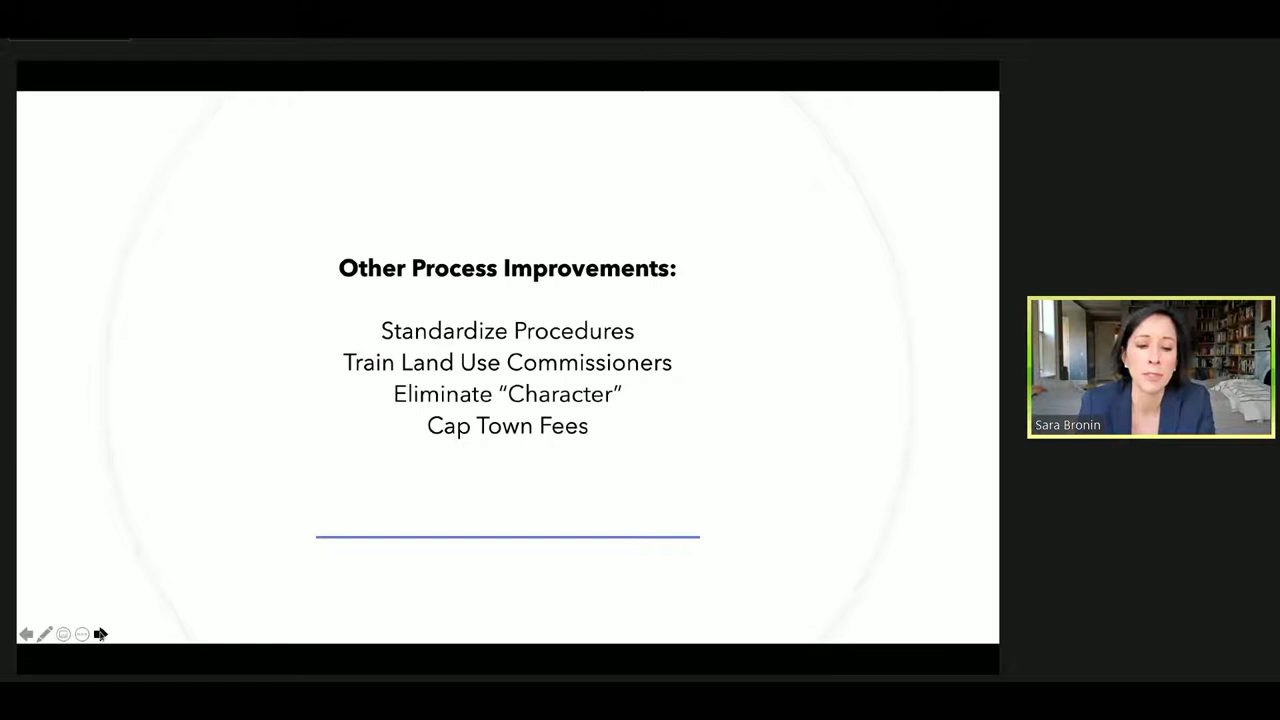 Other Process Improvements:
Standardize Procedures
Train Land Use Commissioners
Eliminate “Character”
Cap Town Fees
Sara Bronin